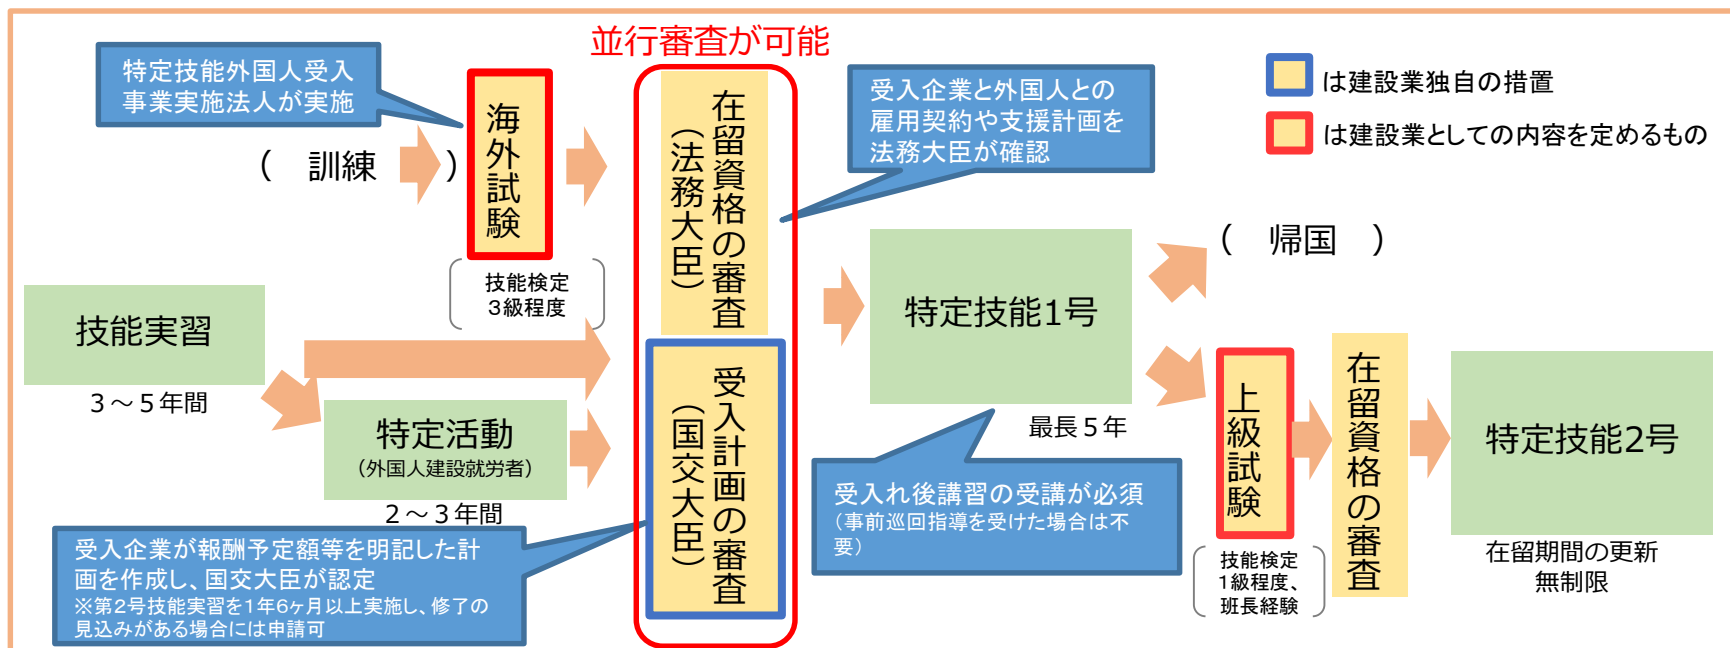 並行審査が可能
特定技能外国人受入
事業実施法人が実施
（　訓練　　）
海外試験
技能検定
３級程度
在留資格の審査
（法務大臣）
受入企業と外国人との
雇用契約や支援計画を
法務大臣が確認
は建設業独自の措置
は建設業としての内容を定めるもの
技能実習
３～５年間
特定活動
（外国人建設就労者）
２～３年間
受入計画の審査
（国交大臣）
受入企業が報酬予定額等を明記した計
画を作成し、国交大臣が認定
※第２号技能実習を１年６ヶ月以上実施し、修了の
見込みがある場合には申請可
特定技能1号
最長５年
受入れ後講習の受講が必須
（事前巡回指導を受けた場合は不
要）
（　帰国　）
上級試験
技能検定
１級程度、
班長経験
在留資格の審査
特定技能2号
在留期間の更新
無制限